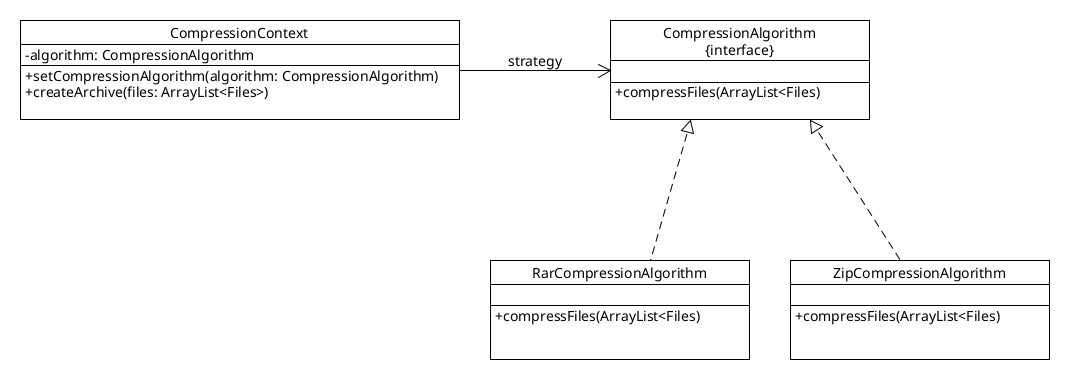 CompressionContext
-algorithm: CompressionAlgorithm
+setCompressionAlgorithm(algorithm: CompressionAlgorithm)
+createArchive(files: ArrayList<Files>)
strategy
CompressionAlgorithm
{interface}
+compressFiles(ArrayList<Files)
RarCompressionAlgorithm
+compressFiles(ArrayList<Files)
ZipCompressionAlgorithm
+compressFiles(ArrayList<Files)